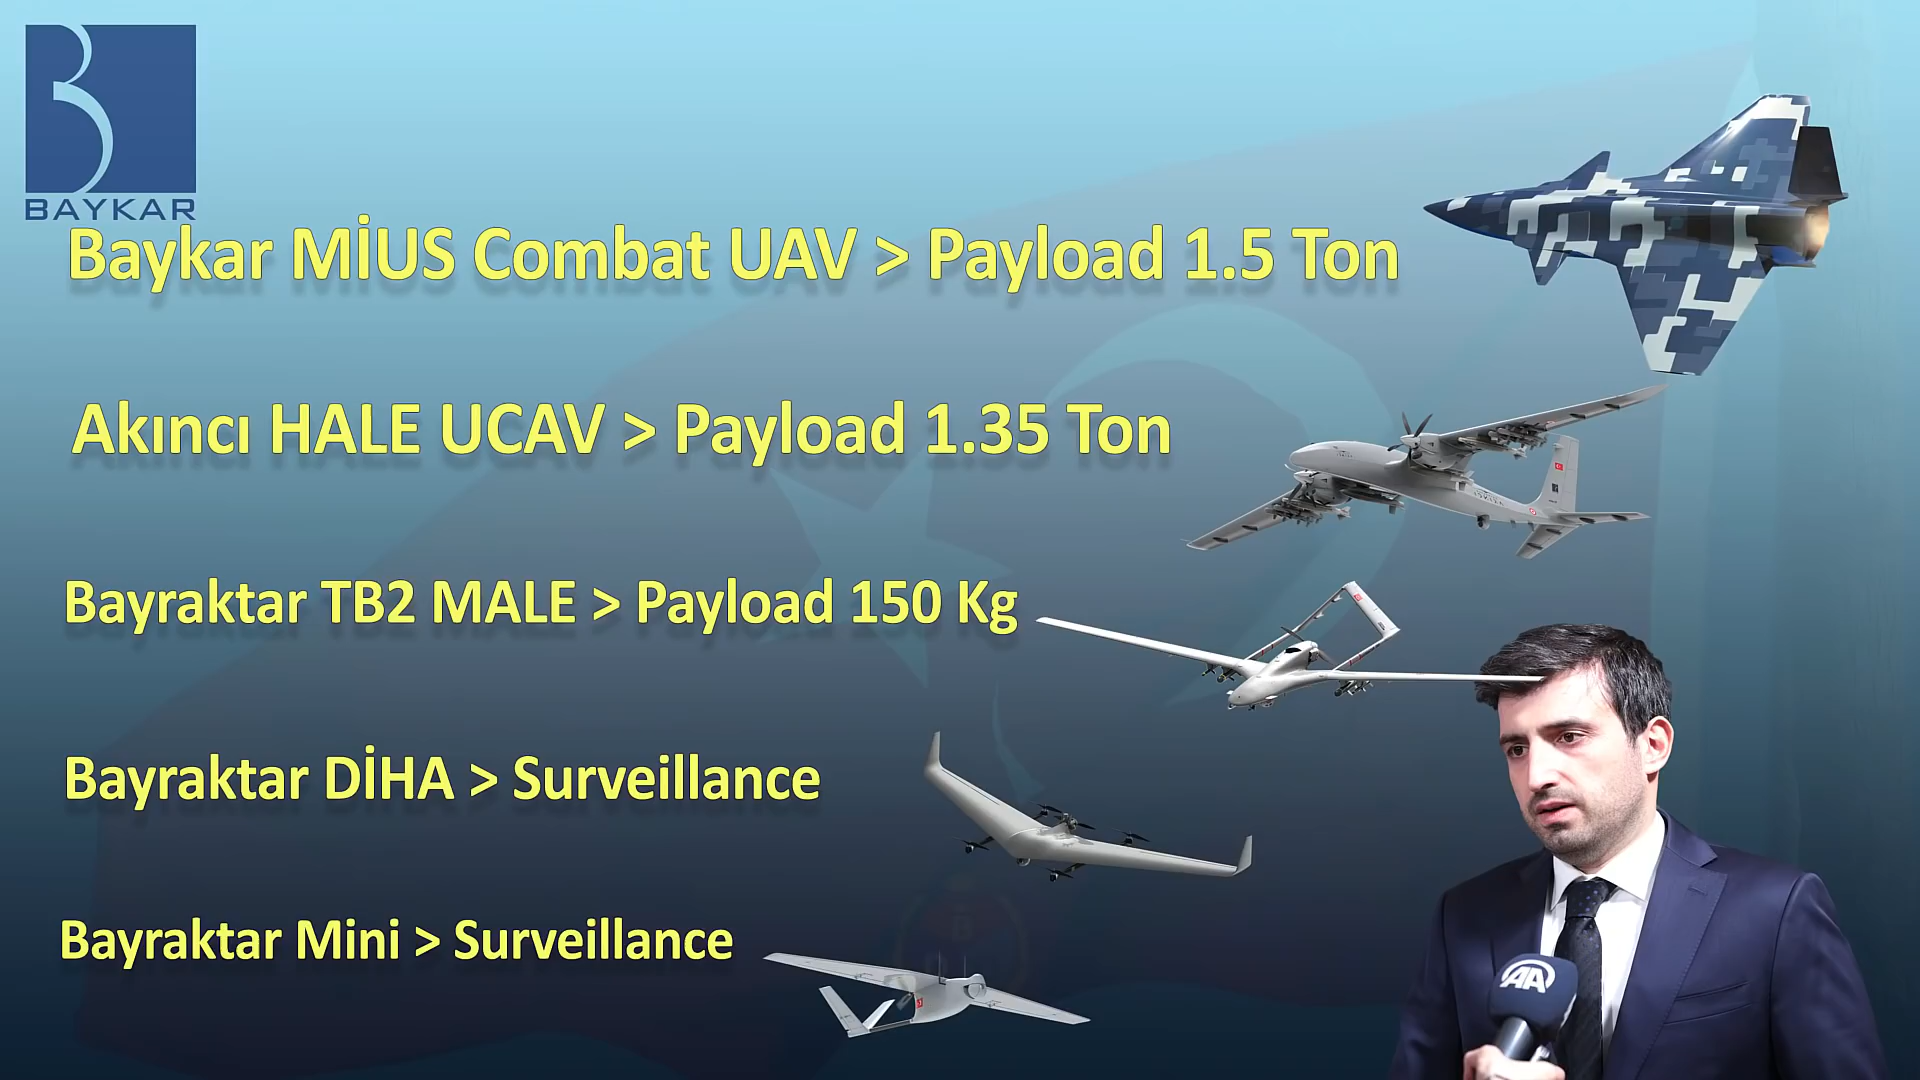 BAYKAR
Baykar MİUS Combat UAV > Payload 1.5 Ton
Akıncı HALE UCAV > Payload 1.35 Ton
Bayraktar TB2 MALE > Payload 150 Kg
Bayraktar DİHA > Surveillance
Bayraktar Mini > Surveillance
AA